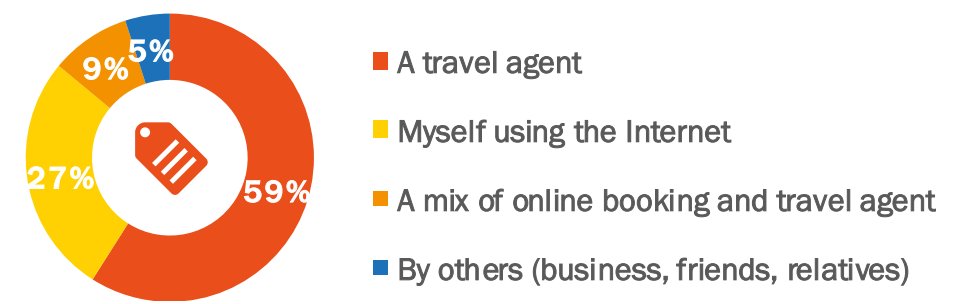 5%
9%
27%
59%
A travel agent
Myself using the Internet
A mix of online booking and travel agent
By others (business, friends, relatives)